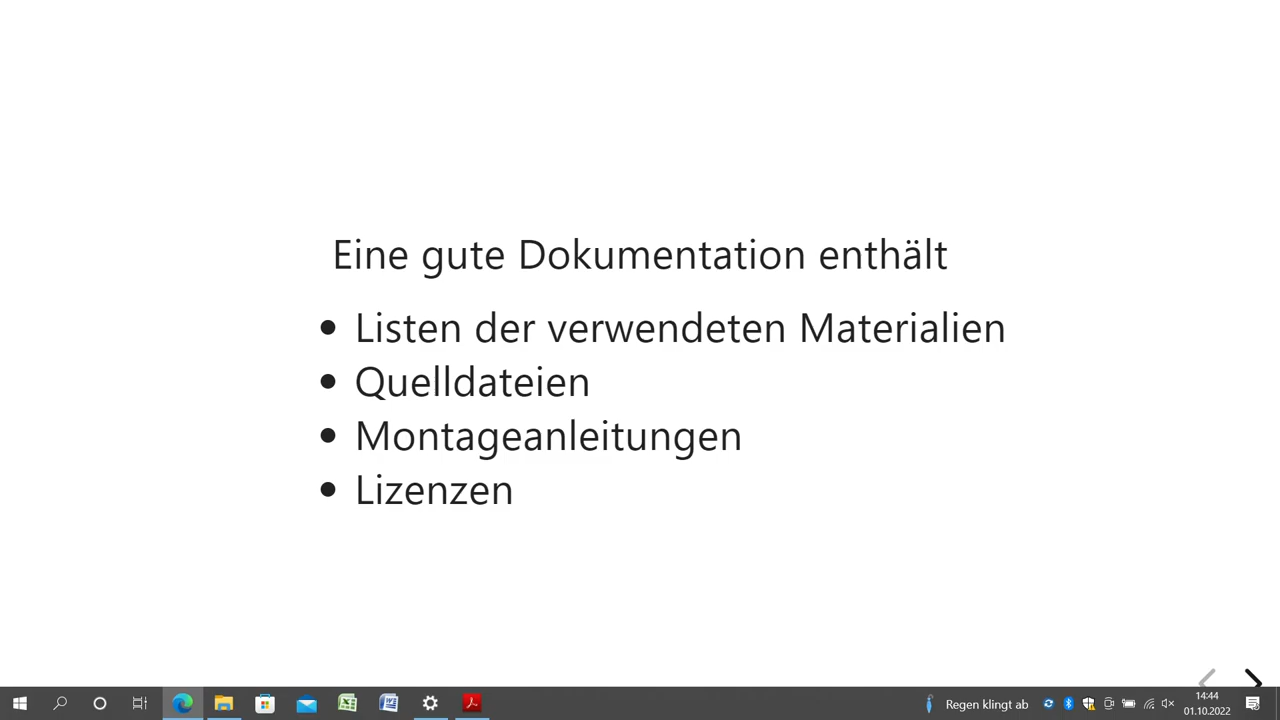 Eine gute Dokumentation enthält
• Listen der verwendeten Materialien
• Quelldateien
• Montageanleitungen
• Lizenzen
Regen klingt ab
14:44
01.10.2022